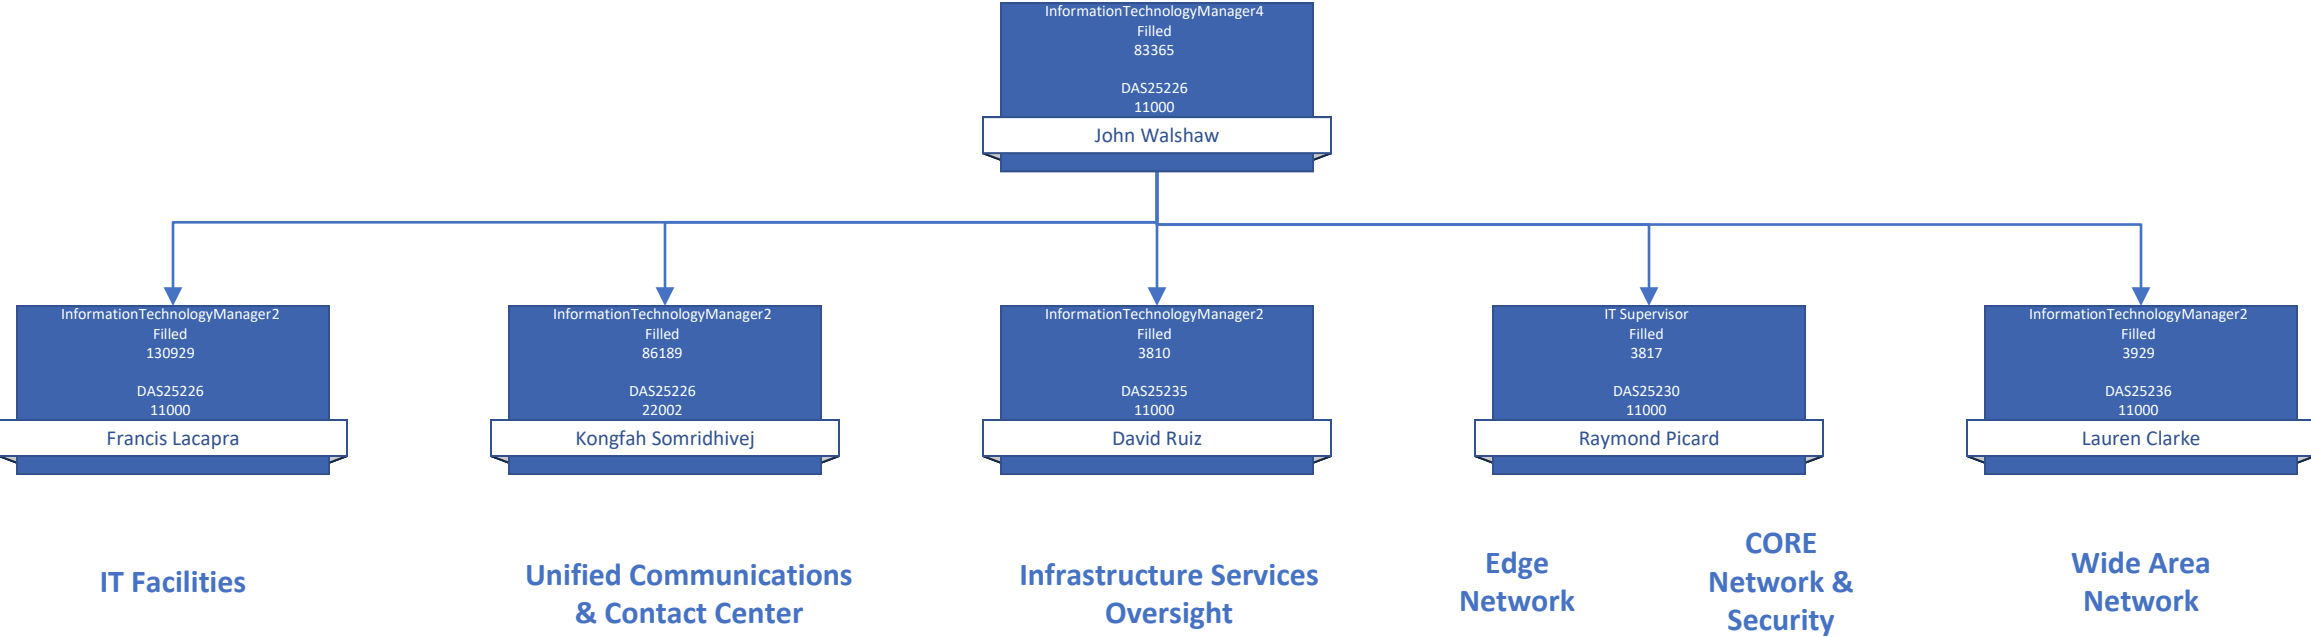 InformationTechnologyManager4
Filled
83365
DAS25226
11000
John Walshaw
InformationTechnologyManager2
Filled
130929
DAS25226
11000
Francis Lacapra
InformationTechnologyManager2
Filled
86189
DAS25226
22002
Kongfah Somridhivej
InformationTechnologyManager2
Filled
3810
DAS25235
11000
David Ruiz
IT Supervisor
Filled
3817
DAS25230
11000
Raymond Picard
InformationTechnologyManager2
Filled
3929
DAS25236
11000
Lauren Clarke
IT Facilities
Unified Communications
& Contact Center
Infrastructure Services
Oversight
Edge
Network
CORE
Network &
Security
Wide Area
Network